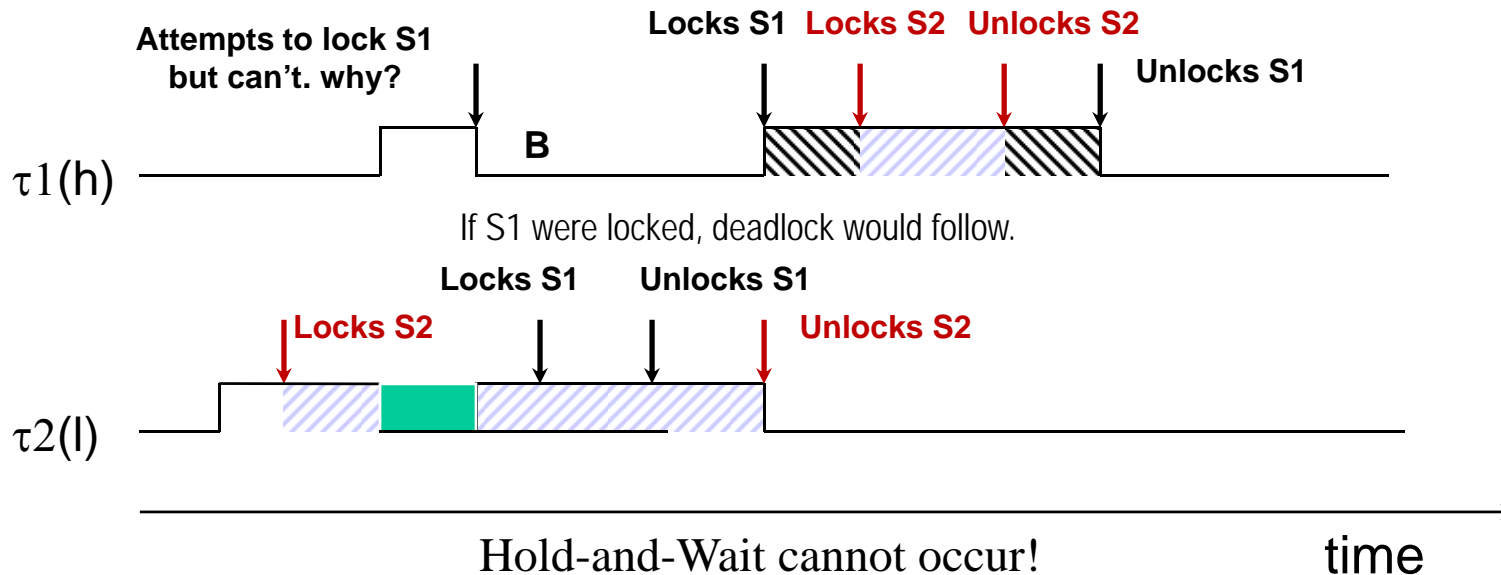 Locks S1 Locks S2 Unlocks S2
Attempts to lock S1
but can't. why?
Unlocks S1
B
τ1(h)
If S1 were locked, deadlock would follow.
Locks S1 Unlocks S1
Locks S2 Unlocks S2
τ2(l)
Hold-and-Wait cannot occur! time